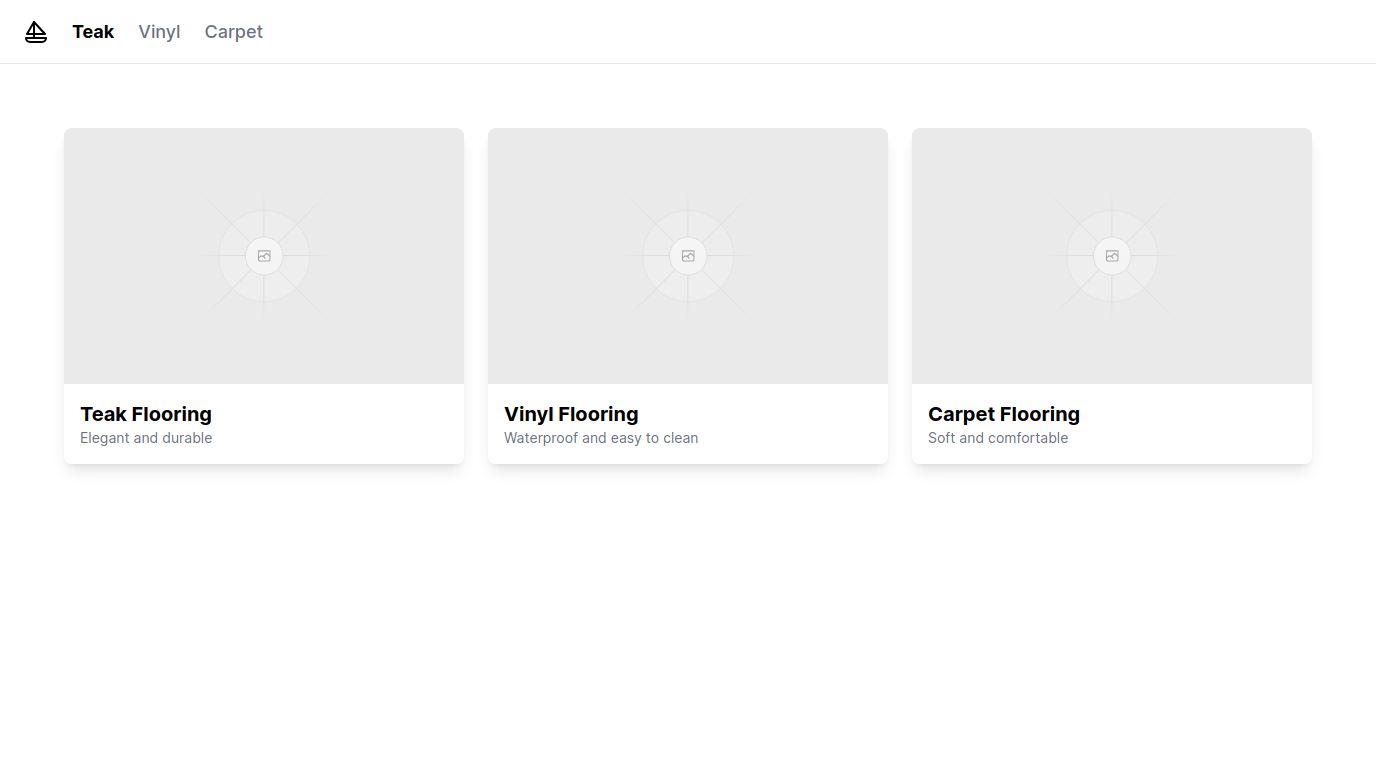 Teak Vinyl Carpet
Teak Flooring
Elegant and durable
Vinyl Flooring
Waterproof and easy to clean
Carpet Flooring
Soft and comfortable